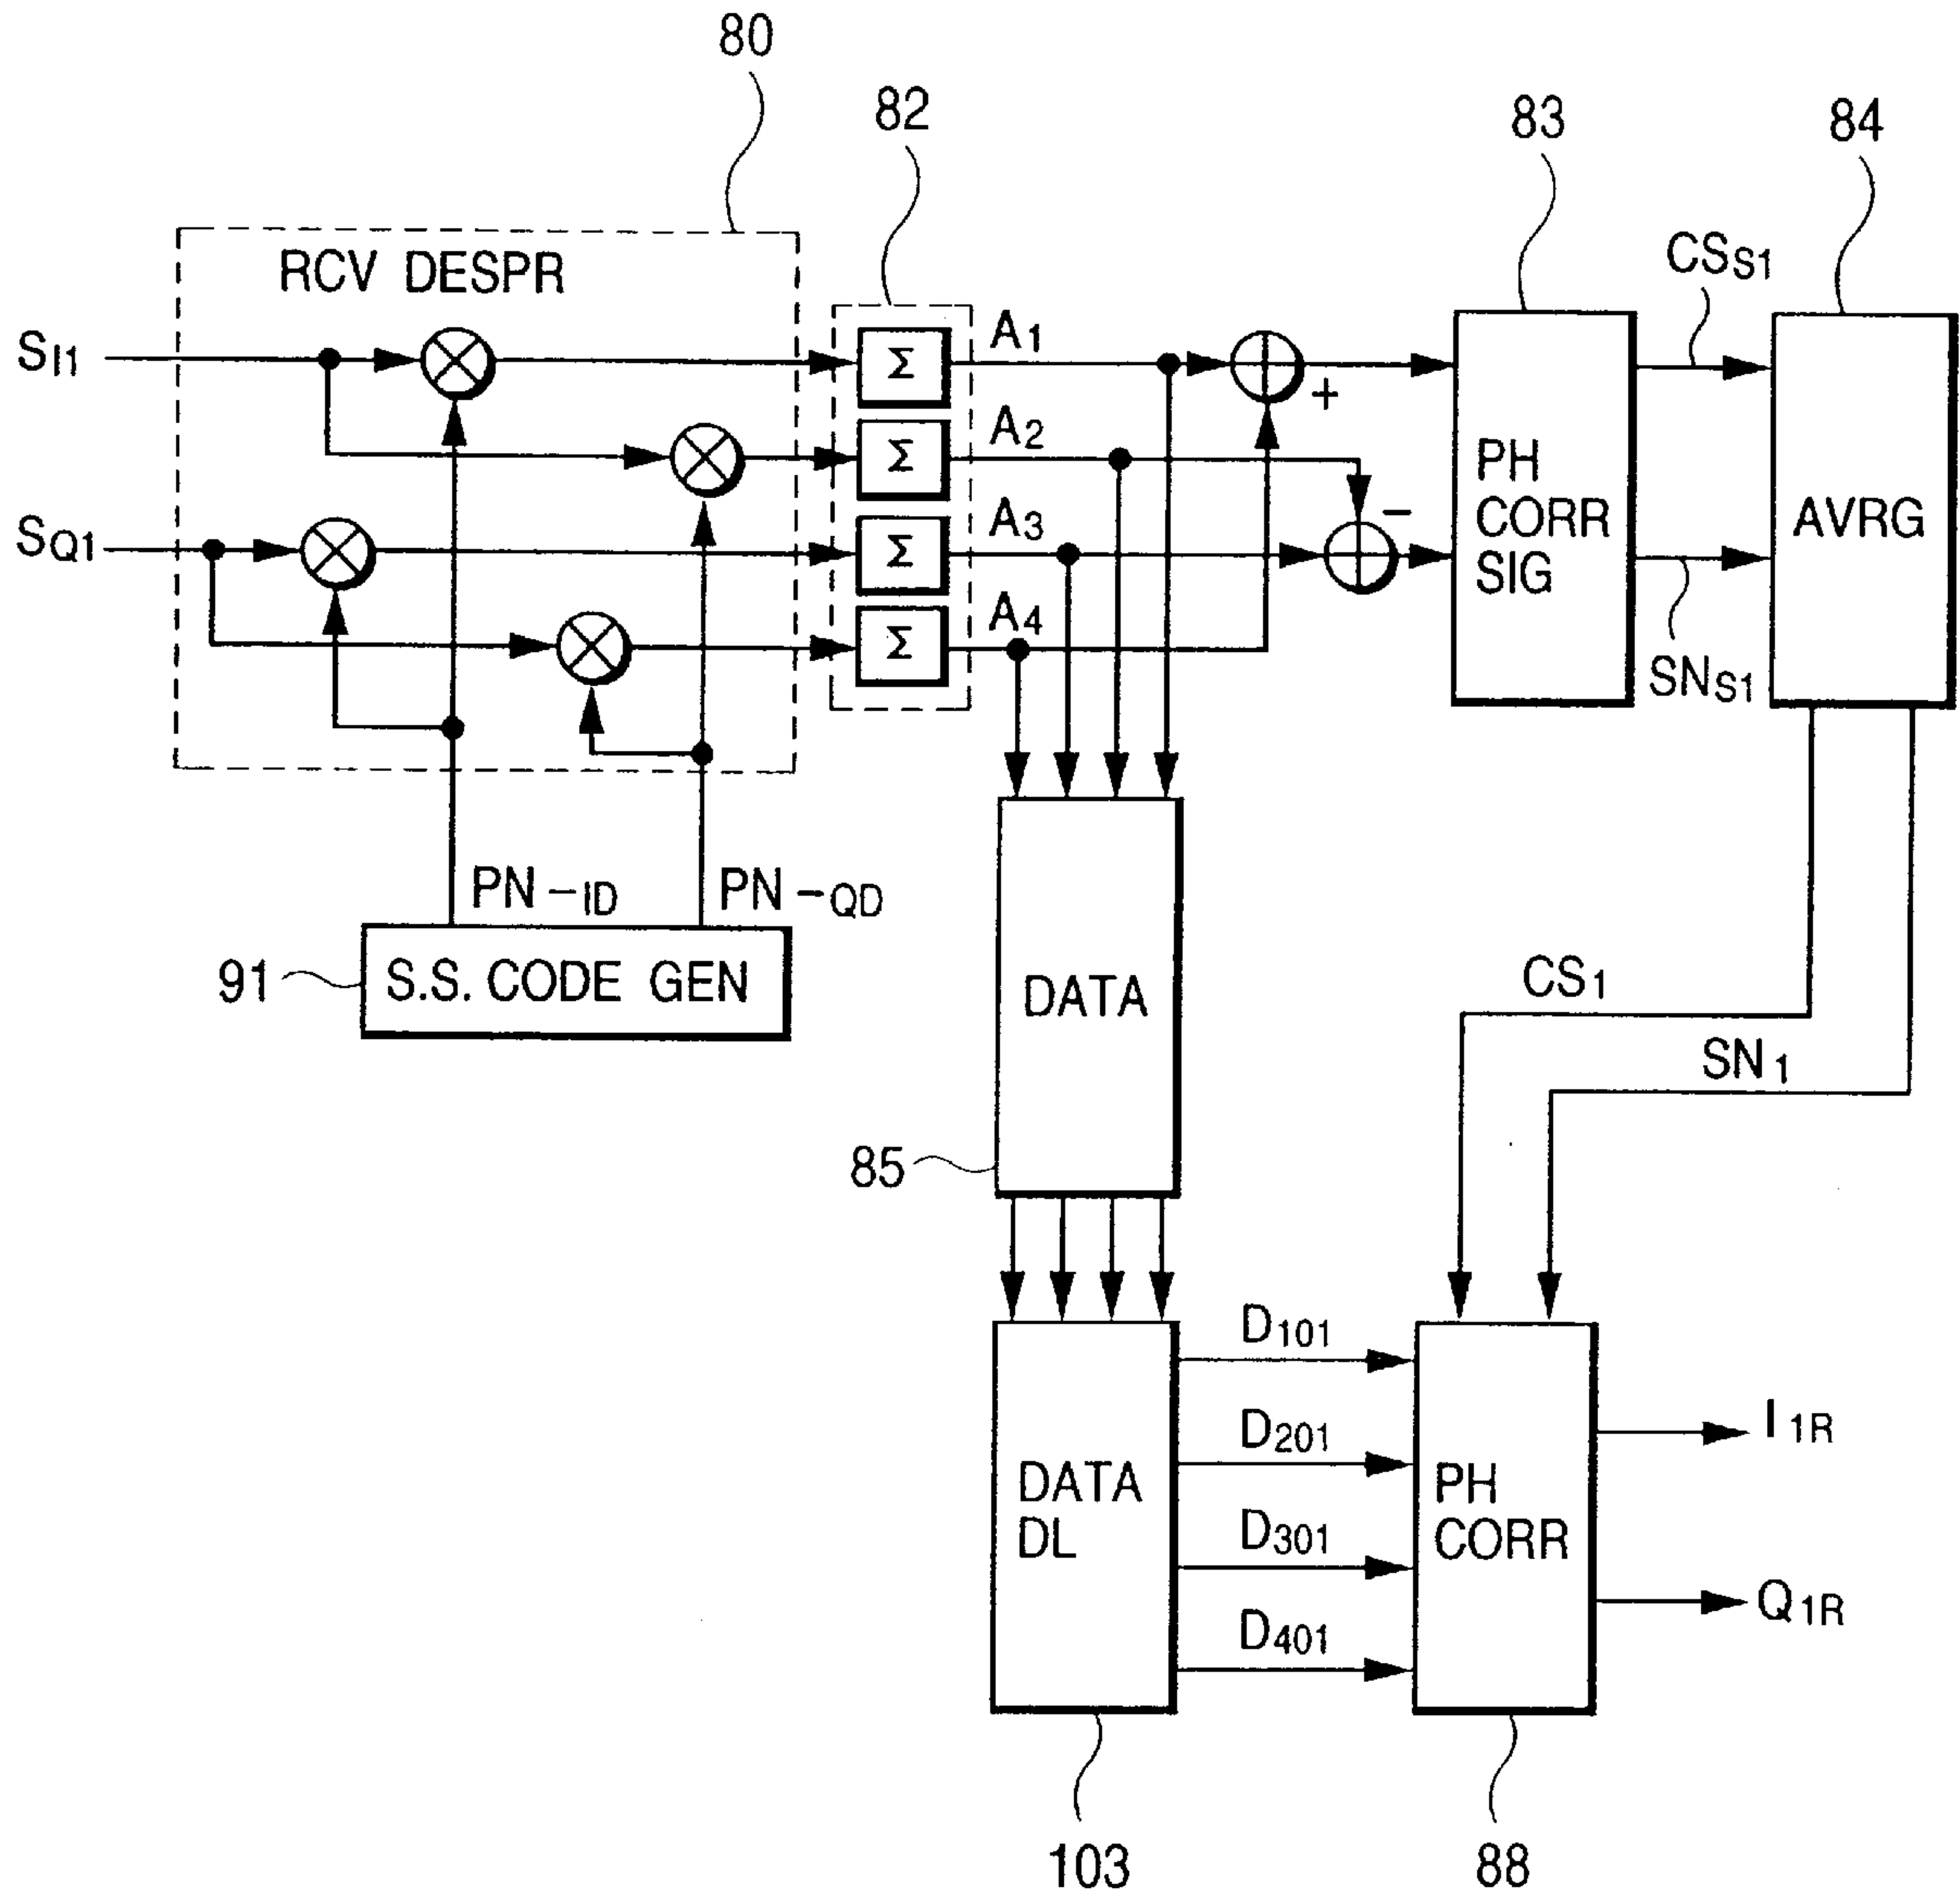 80
82
83
84
RCV DESPR
CSS1
SI1
Σ
A1
+
Σ
A2
PH
CORR
SIG
AVRG
-
SQ1
Σ
A3
Σ
A4
SNS1
PN-ID
PN-QD
91
S.S. CODE GEN
DATA
CS1
SN1
85
D101
D201
D301
D401
DATA
DL
PH
CORR
I1R
Q1R
103
88